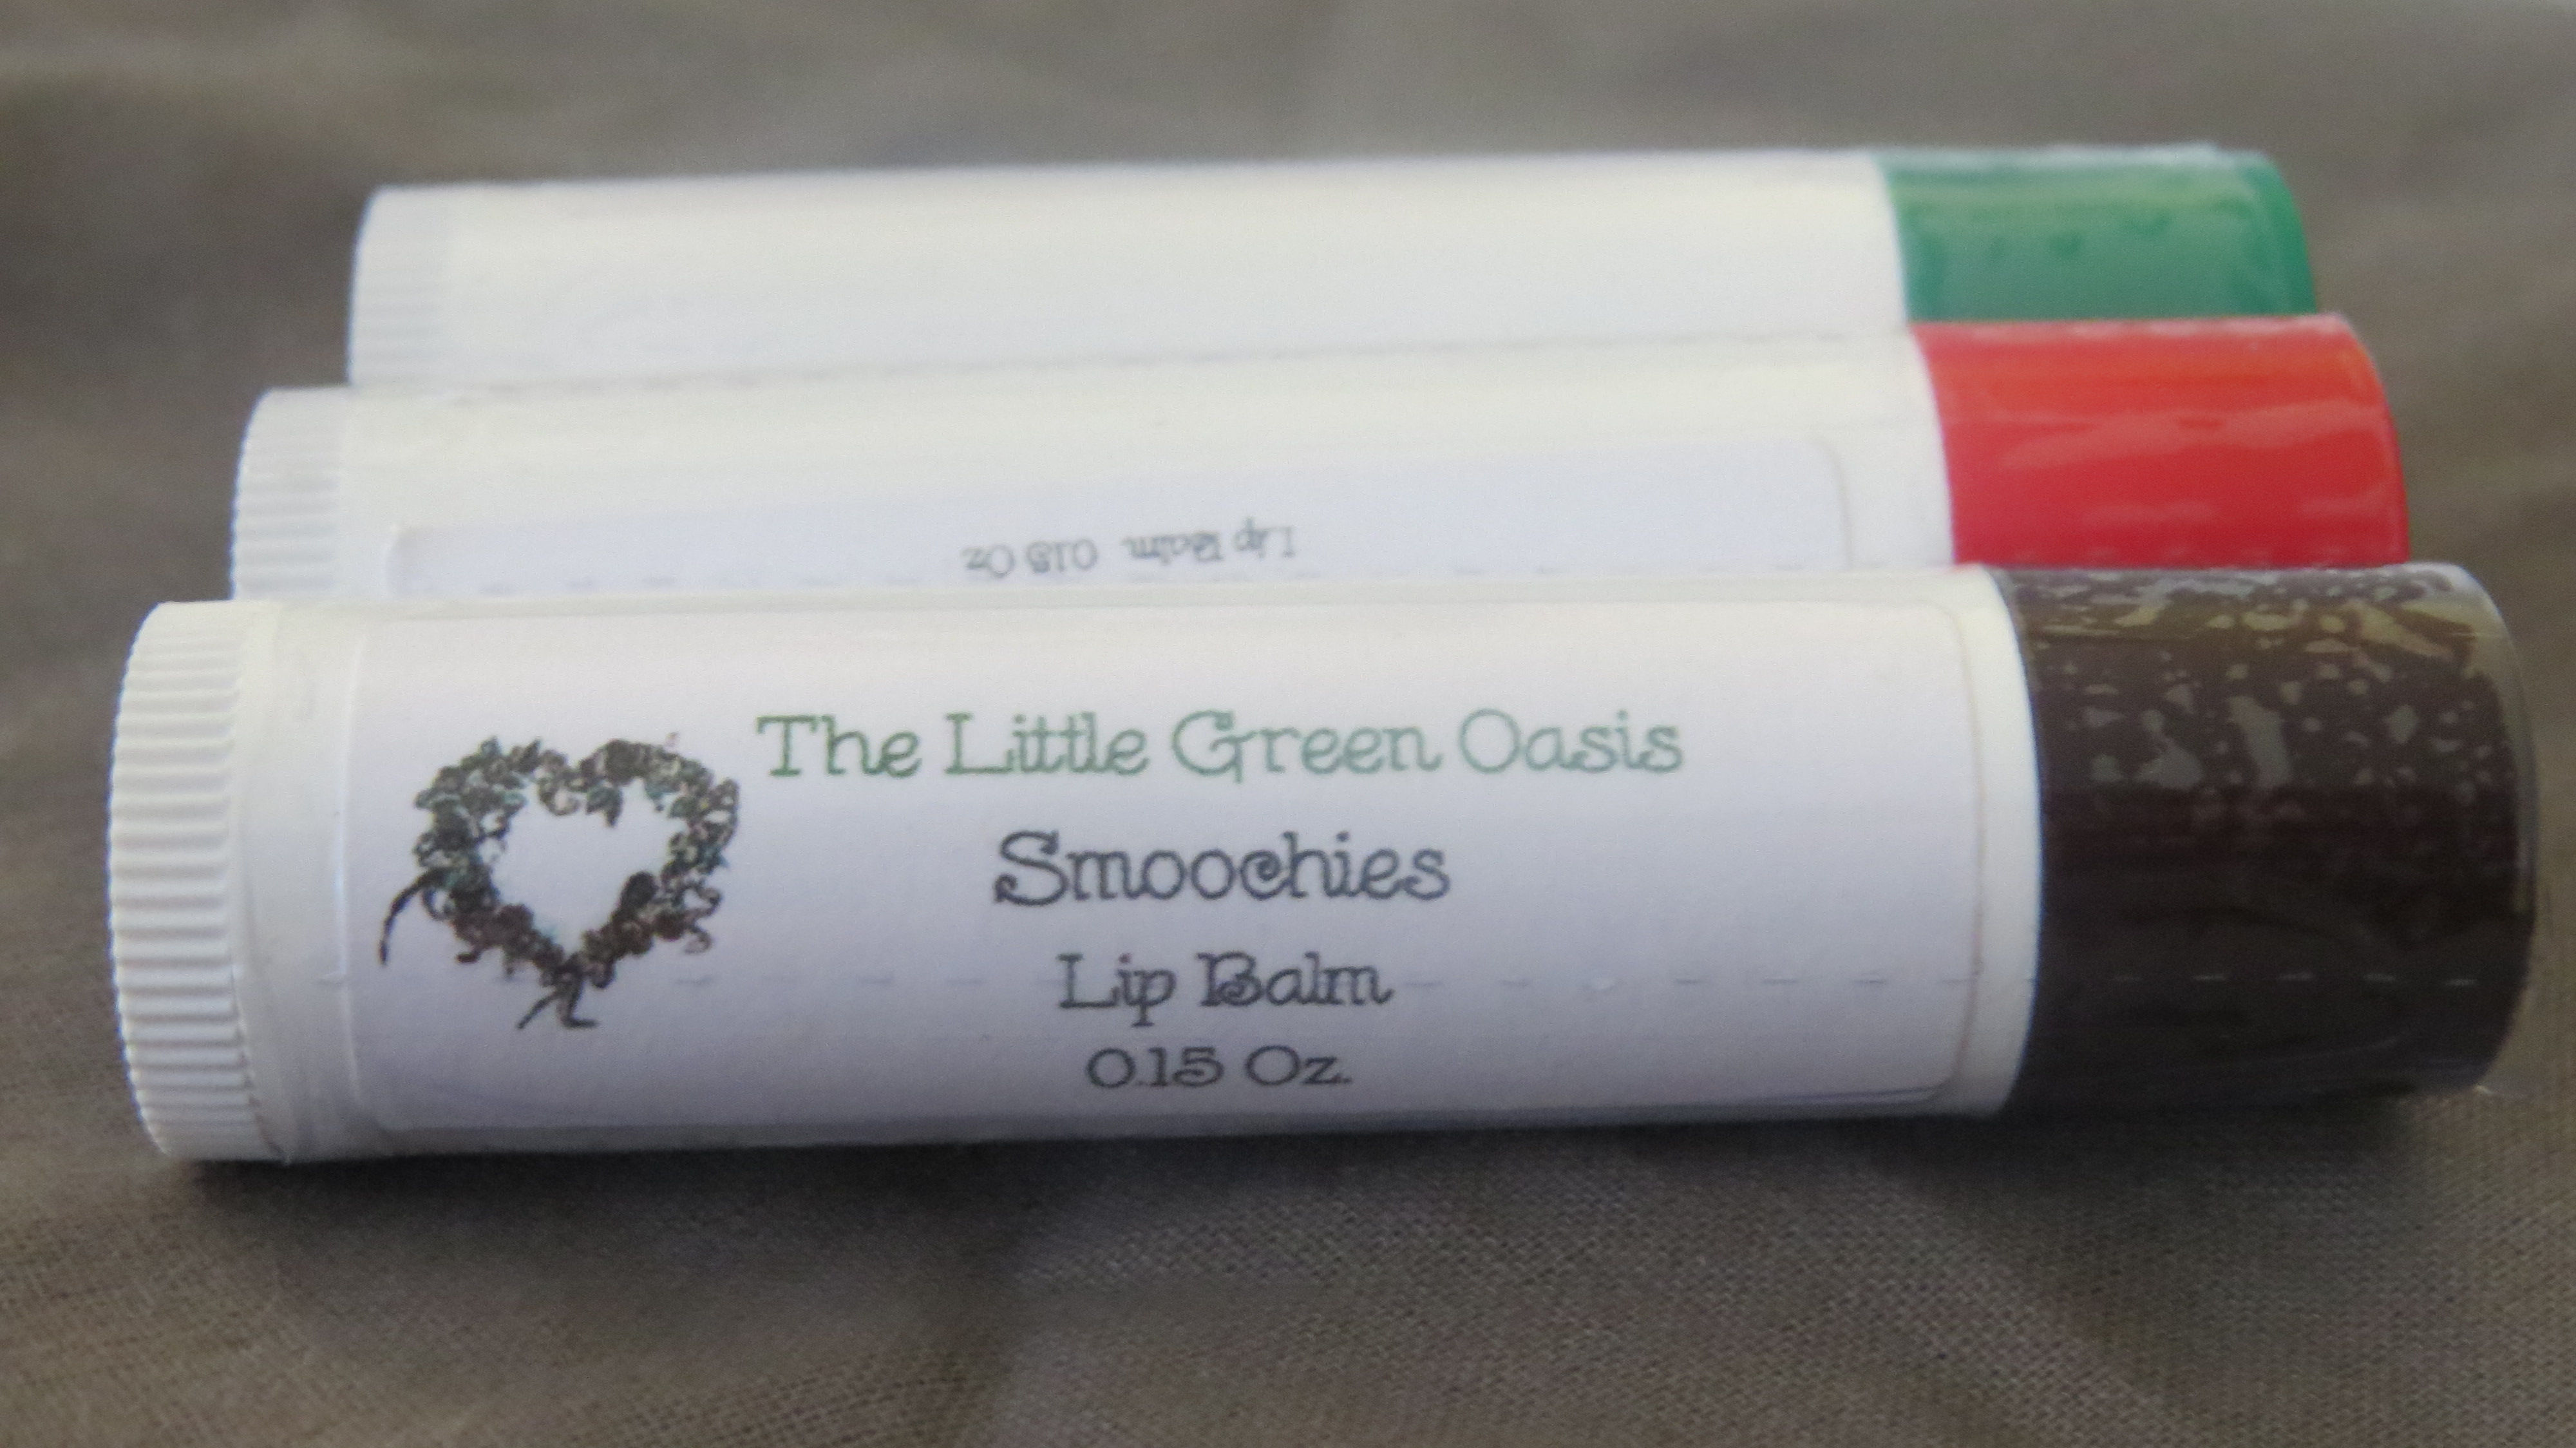 Lip Balm 0.15 Oz
The Little Green Oasis
Smoochies
Lip Balm
0.15 Oz.